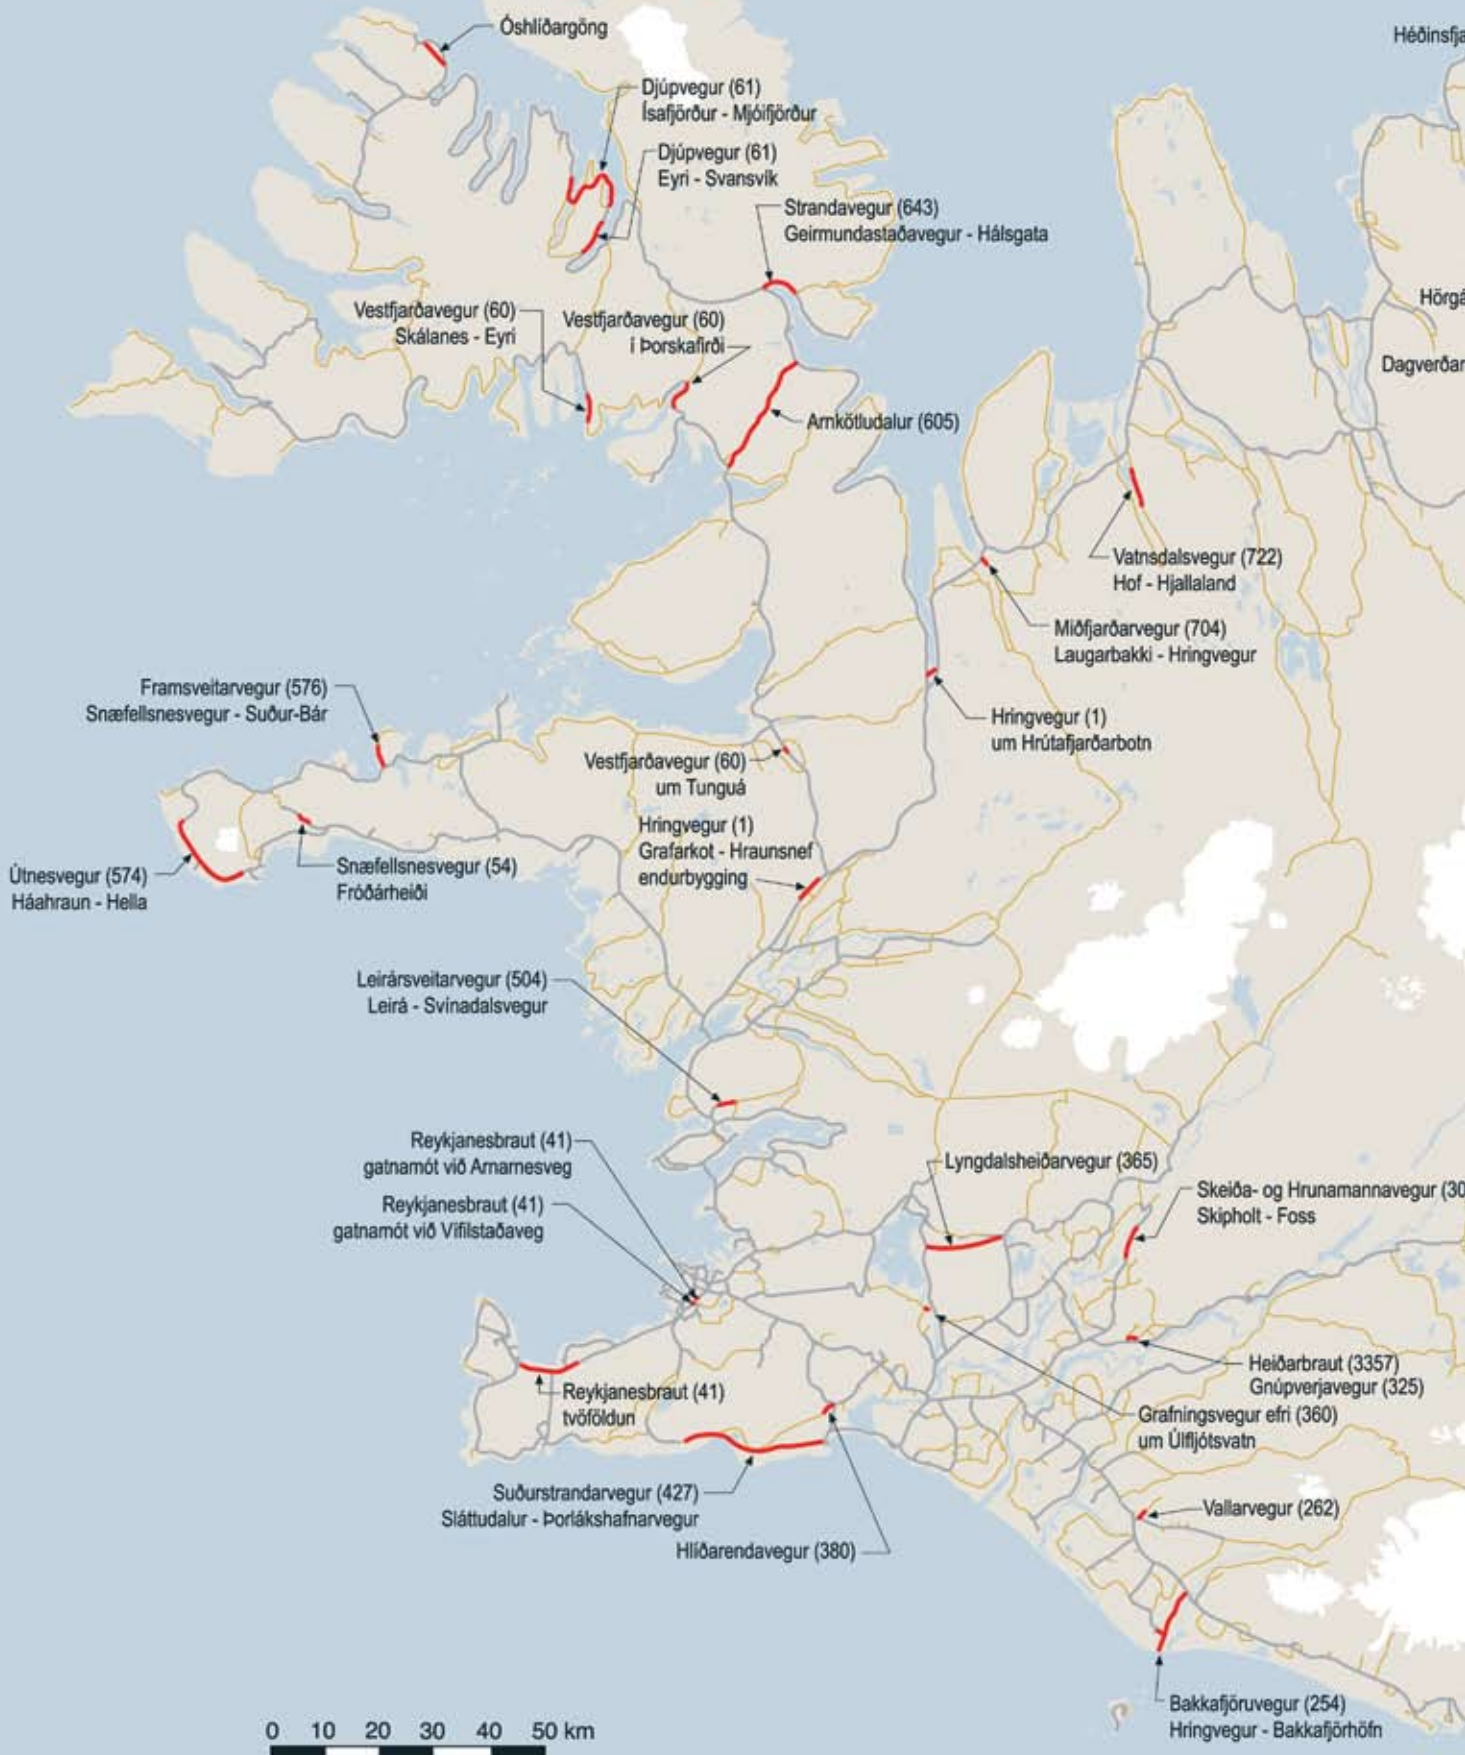 Óshlíðargöng
Héðinsfja
Djúpvegur (61)
Ísafjörður - Mjóifjörður
Djúpvegur (61)
Eyri - Svansvík
Strandavegur (643)
Geirmundastaðavegur - Hálsgata
Hörgá
Vestfjarðavegur (60)
Skálanes - Eyri
Vestfjarðavegur (60)
í Þorskafirði
Dagverðar
Arnkötludalur (605)
Vatnsdalsvegur (722)
Hof - Hjallaland
Miðfjarðarvegur (704)
Laugarbakki - Hringvegur
Framsveitarvegur (576)
Snæfellsnesvegur - Suður-Bár
Hringvegur (1)
um Hrútafjarðarbotn
Vestfjarðavegur (60)
um Tunguá
Hringvegur (1)
Grafarkot - Hraunsnef
endurbygging
Útnesvegur (574)
Háahraun - Hella
Snæfellsnesvegur (54)
Fróðárheiði
Leirársveitarvegur (504)
Leirá - Svínadalsvegur
Reykjanesbraut (41)
gatnamót við Arnarnesveg
Lyngdalsheiðarvegur (365)
Reykjanesbraut (41)
gatnamót við Vífilstaðaveg
Skeiða- og Hrunamannavegur (30
Skipholt - Foss
Heiðarbraut (3357)
Gnúpverjavegur (325)
Reykjanesbraut (41)
tvöföldun
Grafningsvegur efri (360)
um Úlfljótsvatn
Suðurstrandarvegur (427)
Sláttudalur - Þorlákshafnarvegur
Vallarvegur (262)
Hlíðarendavegur (380)
Bakkafjöruvegur (254)
Hringvegur - Bakkafjörhöfn
0 10 20 30 40 50 km